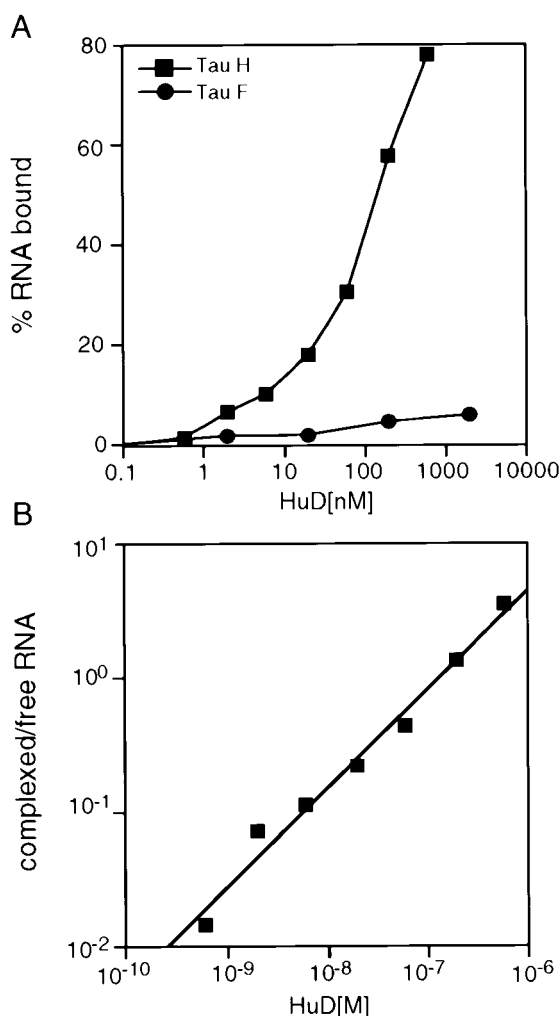 A
80
60
40
20
0
% RNA bound
Tau H
Tau F
0.1 1 10 100 1000 10000
HuD[nM]
B
10^1
10^0
10^-1
10^-2
complexed/free RNA
10^-10 10^-9 10^-8 10^-7 10^-6
HuD[M]